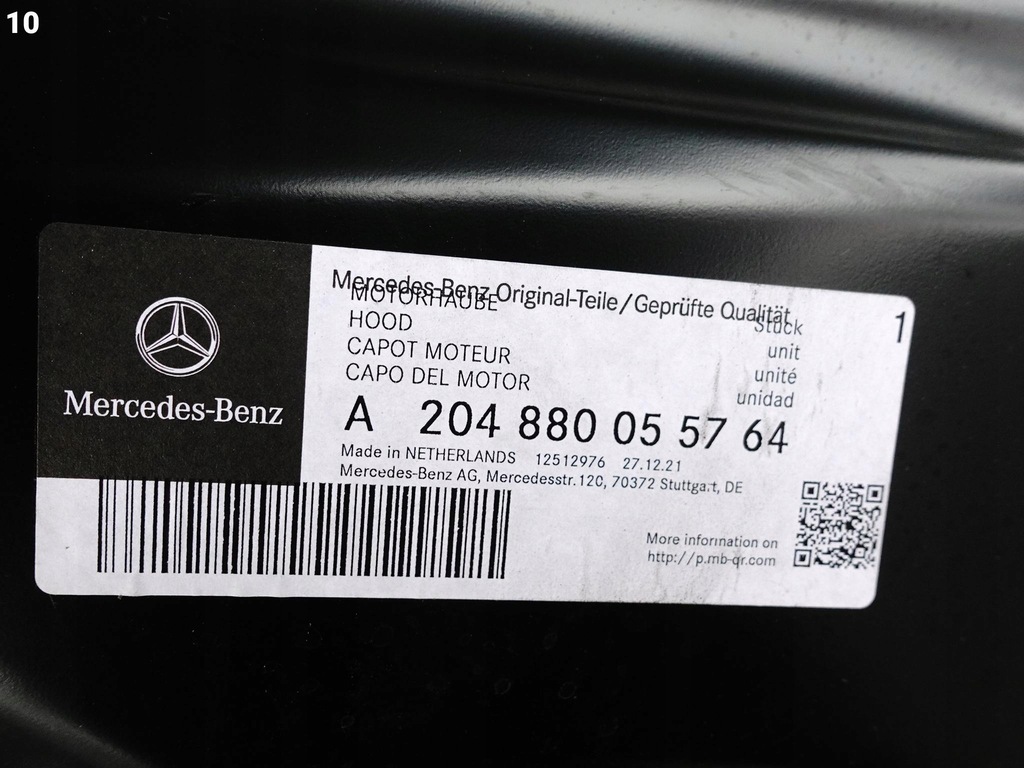 10
Mercedes-Benz
Mercedes-Benz Original-Teile/Geprüfte Qualität
1
MOTORHAUBE
Stück
HOOD
unit
CAPOT MOTEUR
unité
CAPO DEL MOTOR
unidad
A 204 880 05 57 64
Made in NETHERLANDS 12512976 27.12.21
Mercedes-Benz AG, Mercedesstr.120, 70372 Stuttgart, DE
More information on
http://p.mb-qr.com